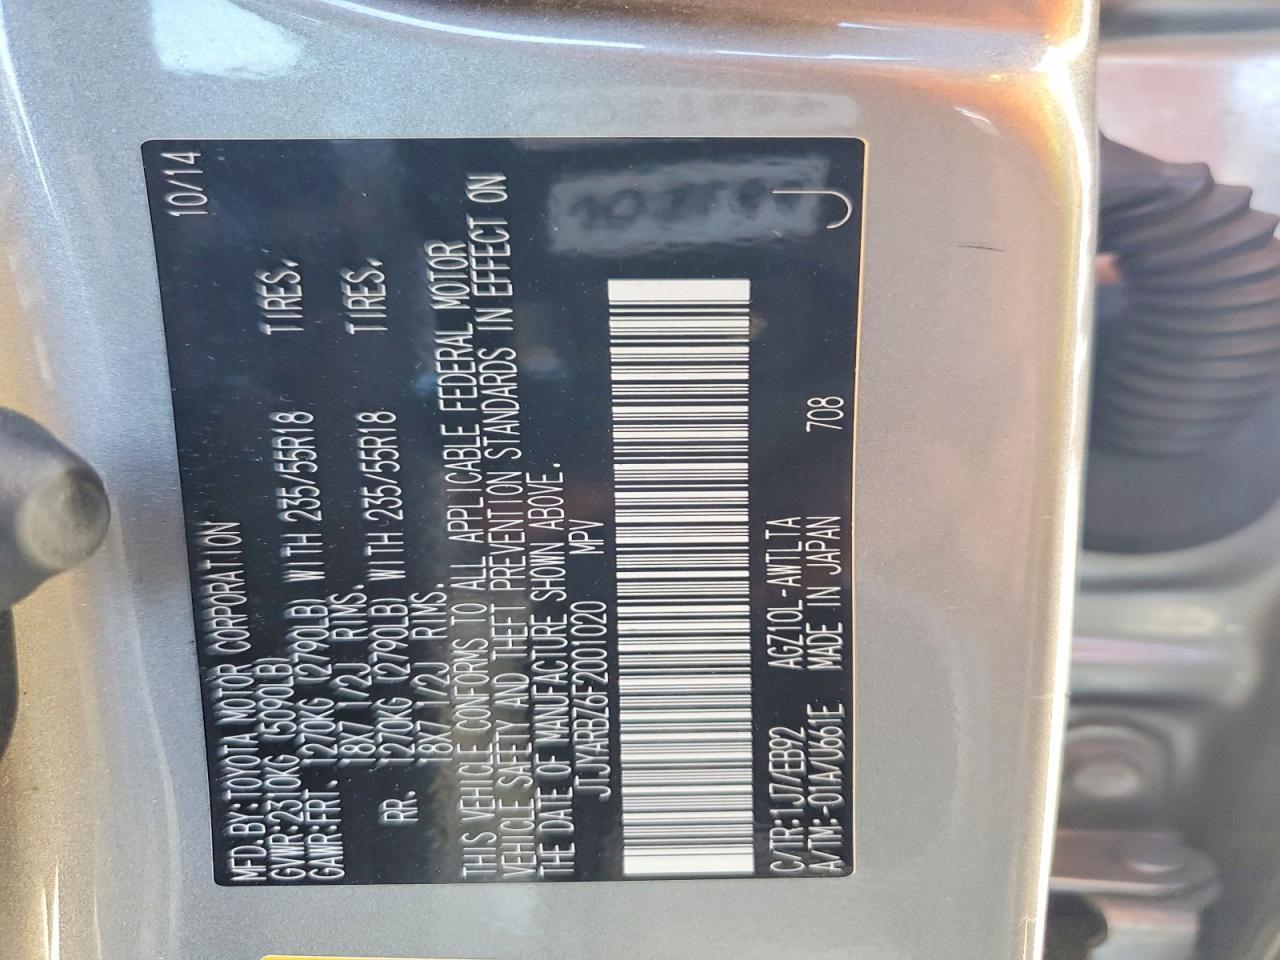 MFD.BY:TOYOTA MOTOR CORPORATION 10/14
GVWR:2310KG (5090LB)
GAWR:FRT. 1270KG (2790LB) WITH 235/55R18 TIRES,
18X7 1/2J RIMS.
RR. 1270KG (2790LB) WITH 235/55R18 TIRES,
18X7 1/2J RIMS.
THIS VEHICLE CONFORMS TO ALL APPLICABLE FEDERAL MOTOR
VEHICLE SAFETY AND THEFT PREVENTION STANDARDS IN EFFECT ON
THE DATE OF MANUFACTURE SHOWN ABOVE.
JTJYARBZ6F2001020 MPV
C/TR:1J7/EB92 AGZ10L-AWTLTA
A/TM:-01A/U661E MADE IN JAPAN 708 J